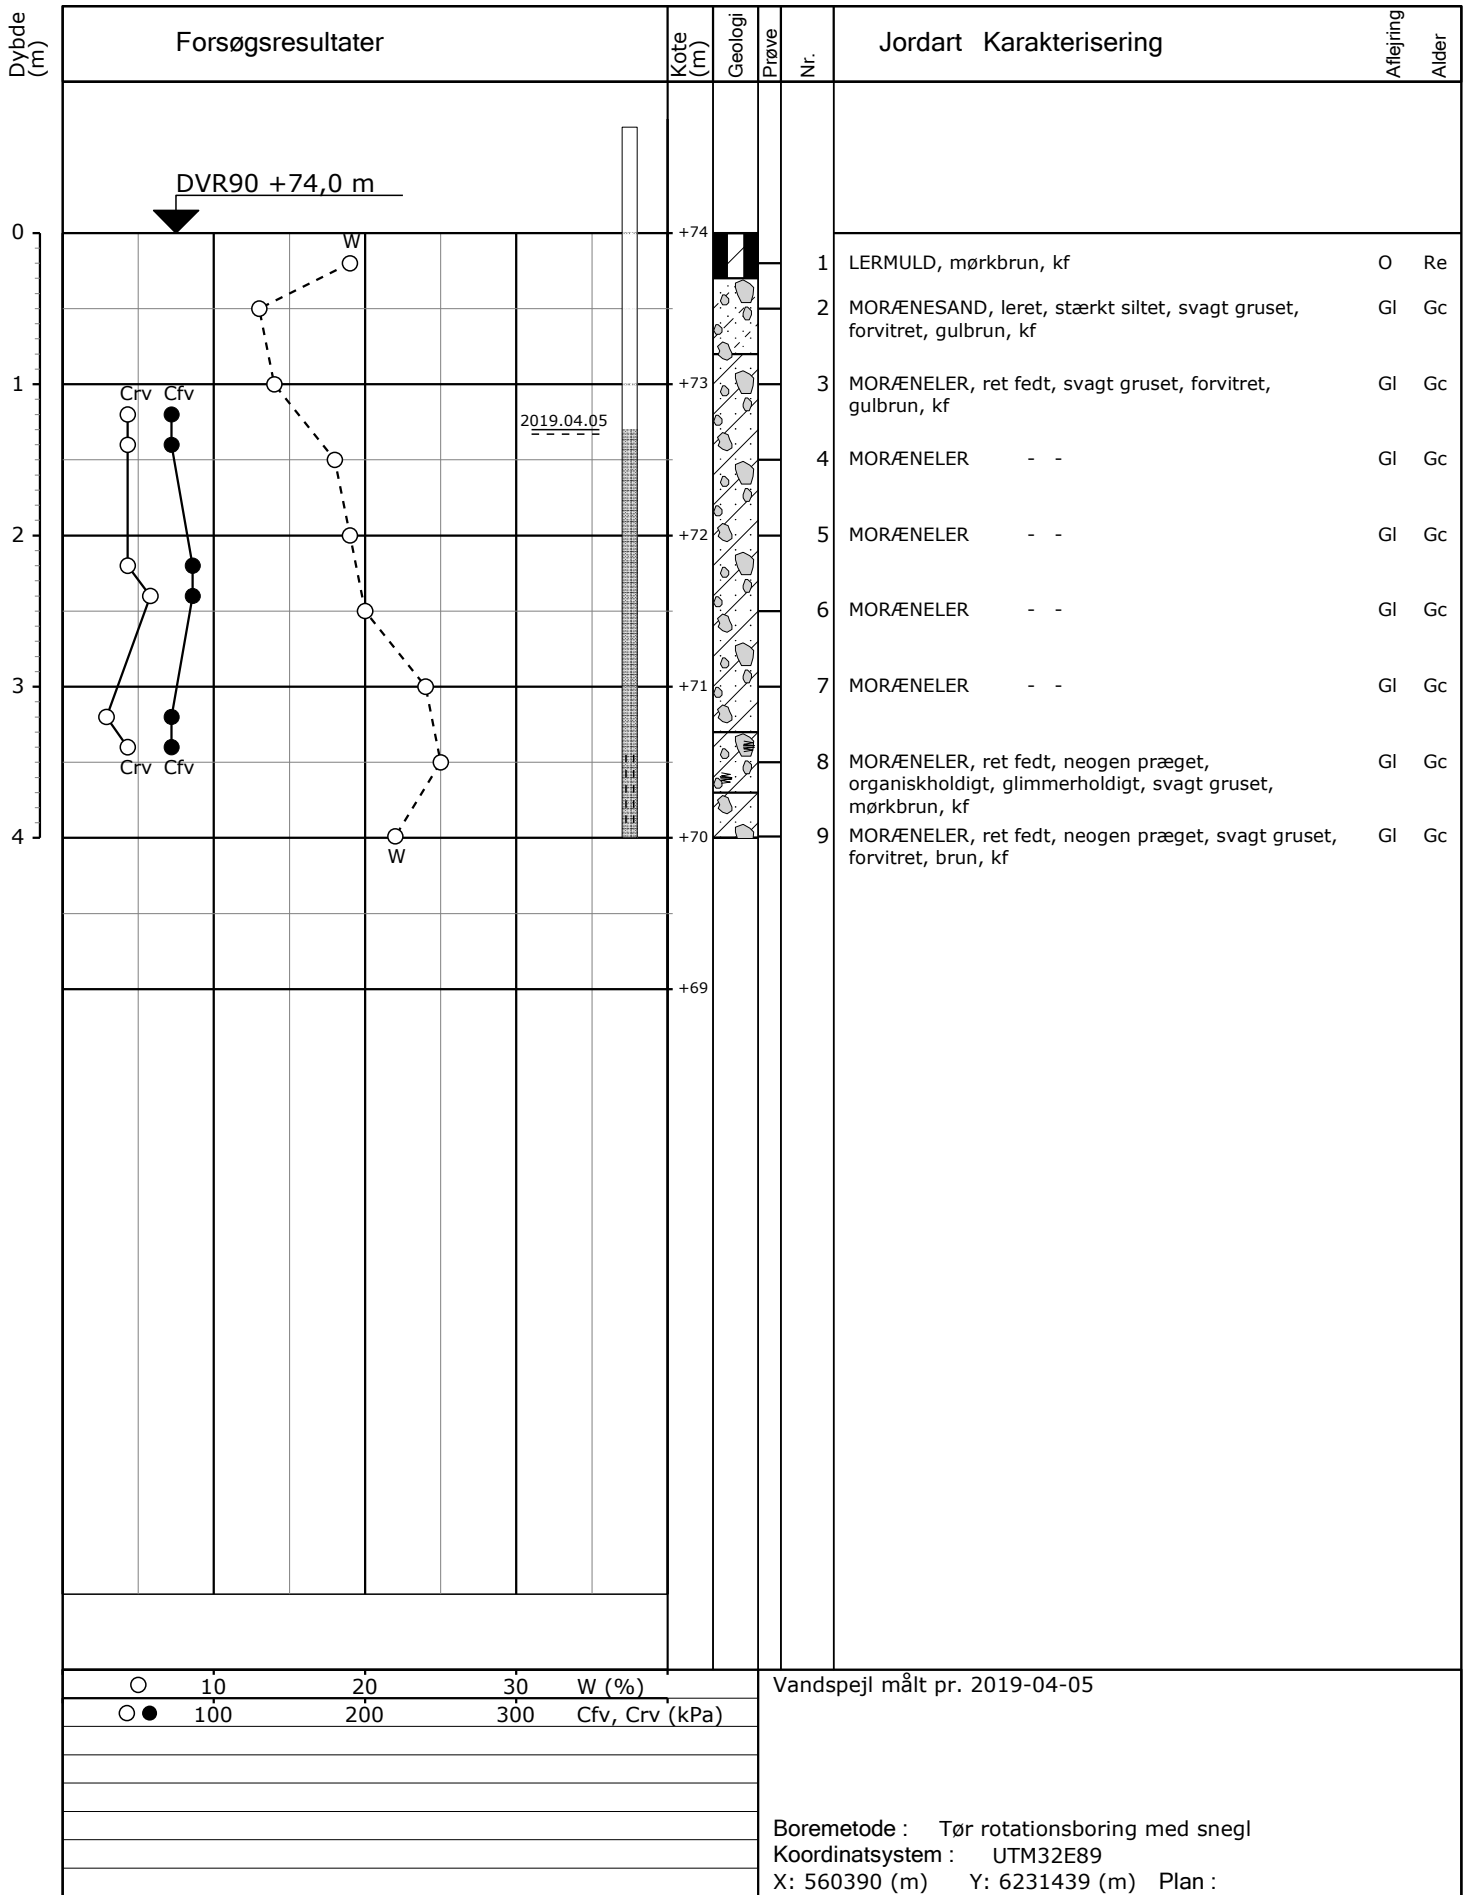 Dybde
(m)
Forsøgsresultater
Kote
(m)
Geologi
Prøve
Nr.
Jordart Karakterisering
Aflejring
Alder
DVR90 +74,0 m
0
W
+74
1 LERMULD, mørkbrun, kf O Re
2 MORÆNESAND, leret, stærkt siltet, svagt gruset, Gl Gc
forvitret, gulbrun, kf
1
Crv Cfv
+73
3 MORÆNELER, ret fedt, svagt gruset, forvitret, Gl Gc
gulbrun, kf
2019.04.05
4 MORÆNELER - - Gl Gc
2
+72
5 MORÆNELER - - Gl Gc
6 MORÆNELER - - Gl Gc
3
+71
7 MORÆNELER - - Gl Gc
Crv Cfv
8 MORÆNELER, ret fedt, neogen præget, Gl Gc
organiskholdigt, glimmerholdigt, svagt gruset,
mørkbrun, kf
4
W
+70
9 MORÆNELER, ret fedt, neogen præget, svagt gruset, Gl Gc
forvitret, brun, kf
+69
10 20 30 W (%)
100 200 300 Cfv, Crv (kPa)
Vandspejl målt pr. 2019-04-05
Boremetode : Tør rotationsboring med snegl
Koordinatsystem : UTM32E89
X: 560390 (m) Y: 6231439 (m) Plan :